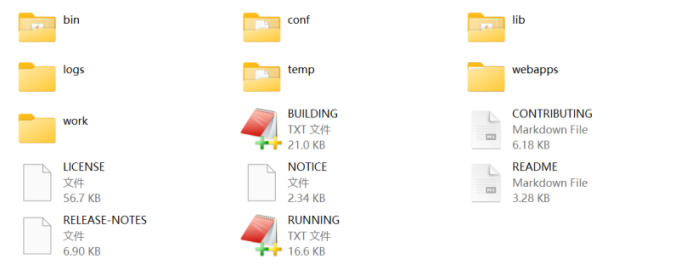 bin
conf
lib
logs
temp
webapps
work
BUILDING
TXT 文件
21.0 KB
CONTRIBUTING
Markdown File
6.18 KB
LICENSE
文件
56.7 KB
NOTICE
文件
2.34 KB
README
Markdown File
3.28 KB
RELEASE-NOTES
文件
6.90 KB
RUNNING
TXT 文件
16.6 KB